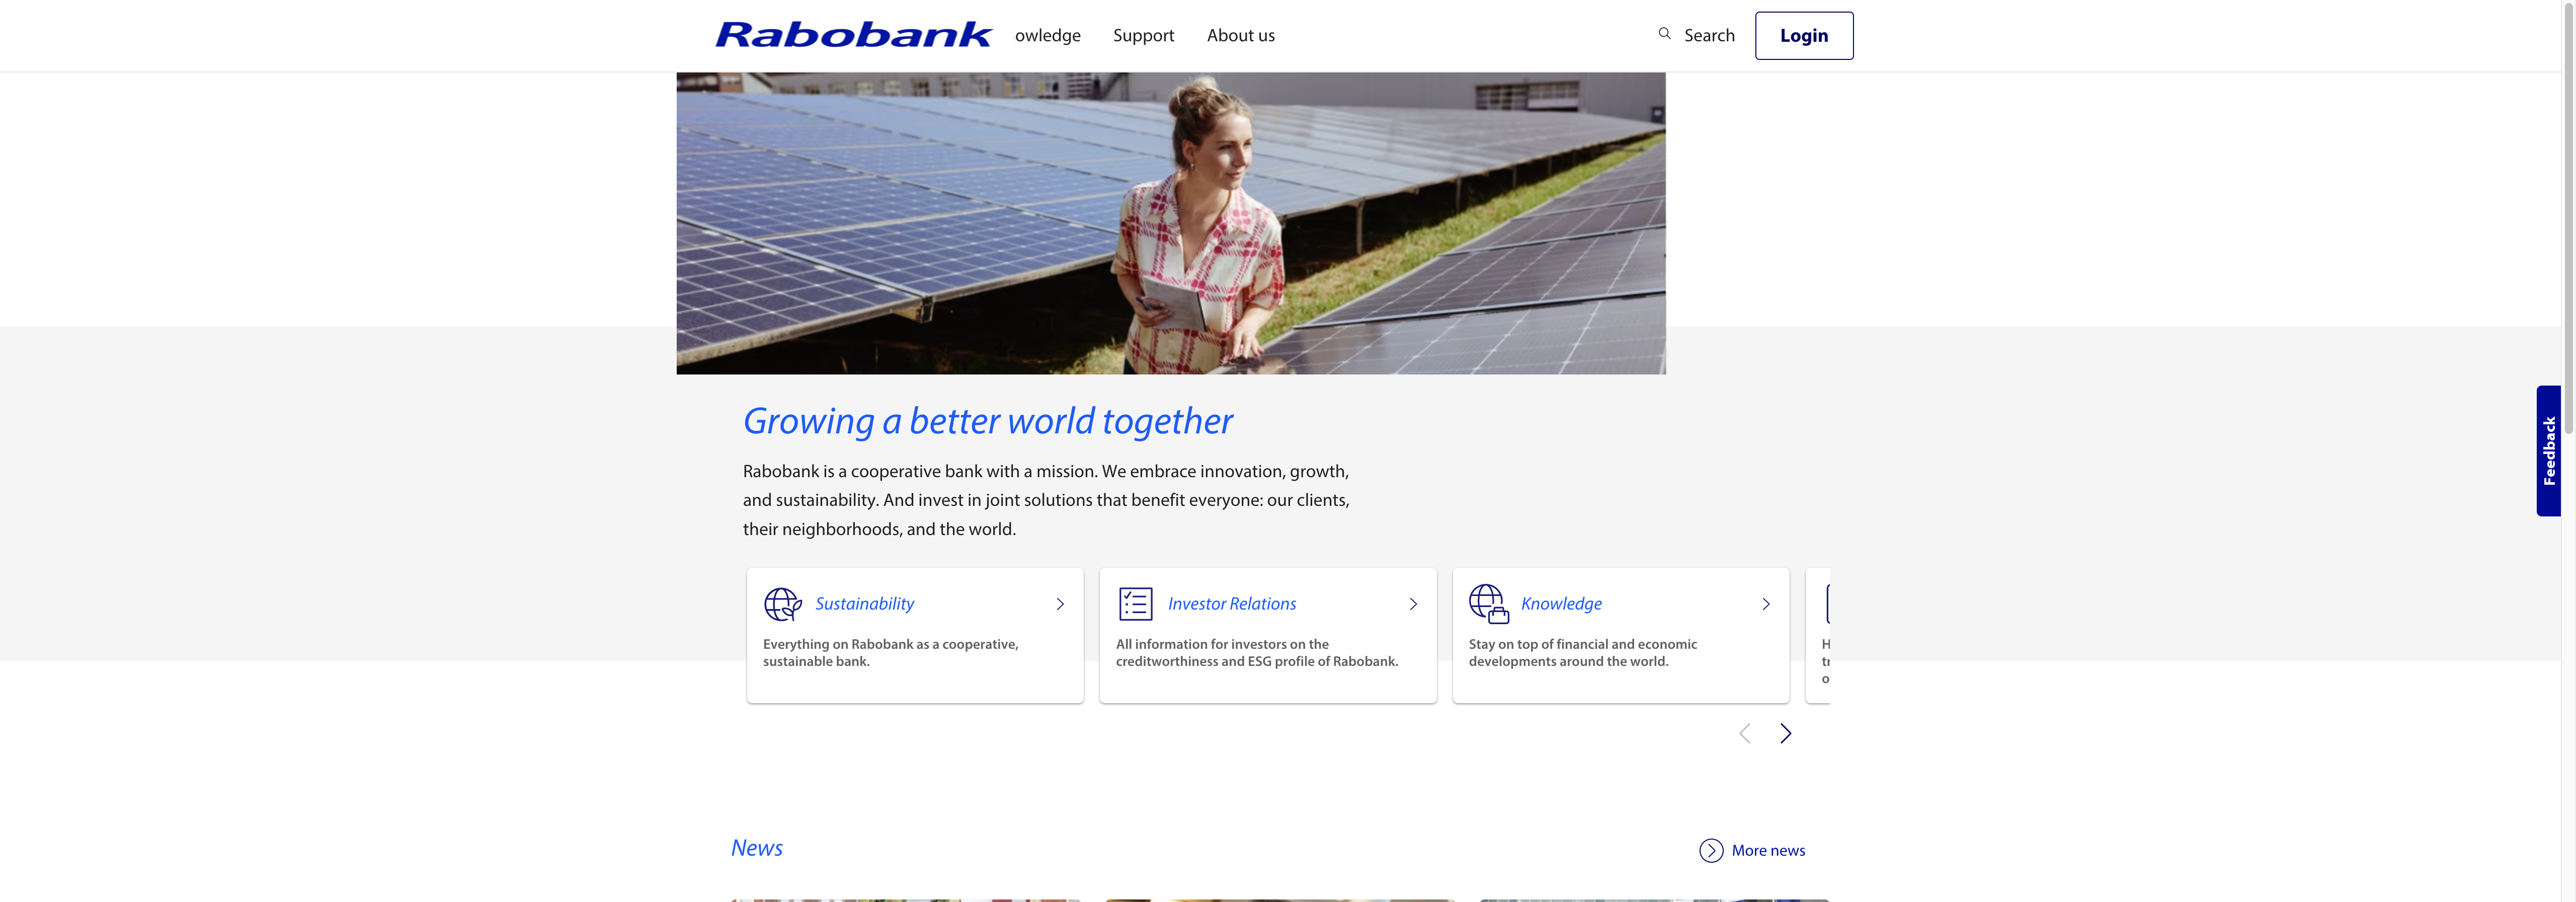 Rabobank
owledge
Support
About us
Search
Login
Growing a better world together
Rabobank is a cooperative bank with a mission. We embrace innovation, growth,
and sustainability. And invest in joint solutions that benefit everyone: our clients,
their neighborhoods, and the world.
Sustainability
Everything on Rabobank as a cooperative,
sustainable bank.
Investor Relations
All information for investors on the
creditworthiness and ESG profile of Rabobank.
Knowledge
Stay on top of financial and economic
developments around the world.
H
tr
o
Feedback
News
More news